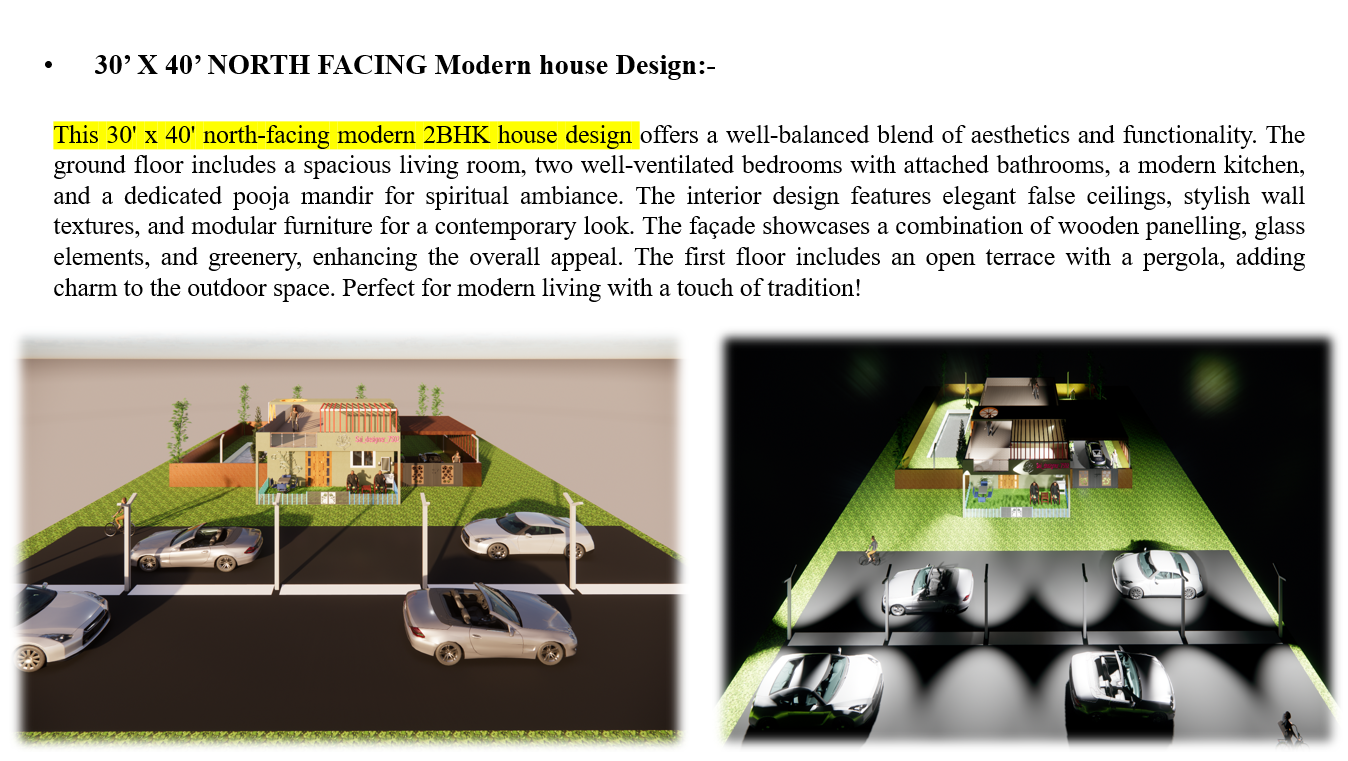 • 30’ X 40’ NORTH FACING Modern house Design:-
This 30' x 40' north-facing modern 2BHK house design offers a well-balanced blend of aesthetics and functionality. The
ground floor includes a spacious living room, two well-ventilated bedrooms with attached bathrooms, a modern kitchen,
and a dedicated pooja mandir for spiritual ambiance. The interior design features elegant false ceilings, stylish wall
textures, and modular furniture for a contemporary look. The façade showcases a combination of wooden panelling, glass
elements, and greenery, enhancing the overall appeal. The first floor includes an open terrace with a pergola, adding
charm to the outdoor space. Perfect for modern living with a touch of tradition!